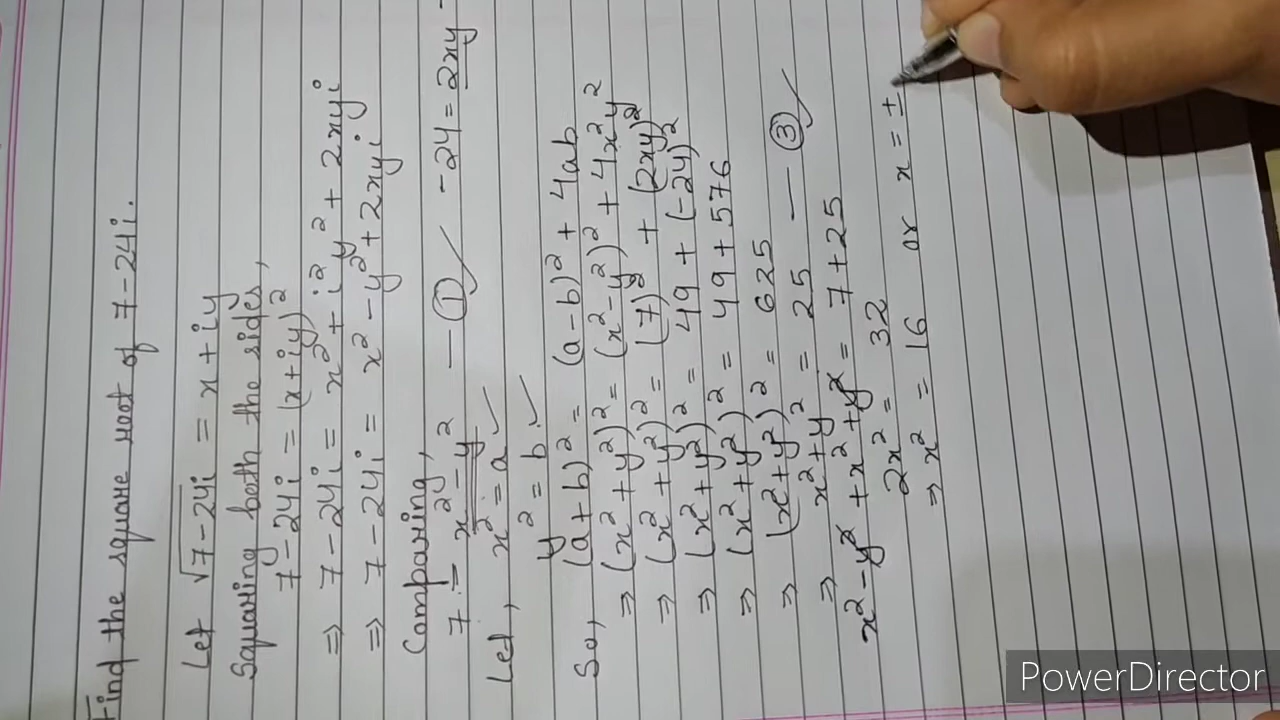 Find the square root of 7-24i.
Let √7-24i = x + iy
Squaring both the sides,
7-24i = (x+iy)²
⇒ 7-24i = x² + i²y² + 2xyi
⇒ 7-24i = x² - y² + 2xyi
Comparing,
7 = x² - y² — ① ✓ -24 = 2xy -
Let, x² = a ✓
y² = b ✓
So, (a+b)² = (a-b)² + 4ab
⇒ (x²+y²)² = (x²-y²)² + 4x²y²
⇒ (x²+y²)² = (7)² + (2xy)²
⇒ (x²+y²)² = 49 + (-24)²
⇒ (x²+y²)² = 49 + 576
⇒ (x²+y²)² = 625
⇒ x²+y² = 25 — ③ ✓
x²-y² + x²+y² = 7+25
2x² = 32
⇒ x² = 16 or x = ±
PowerDirector